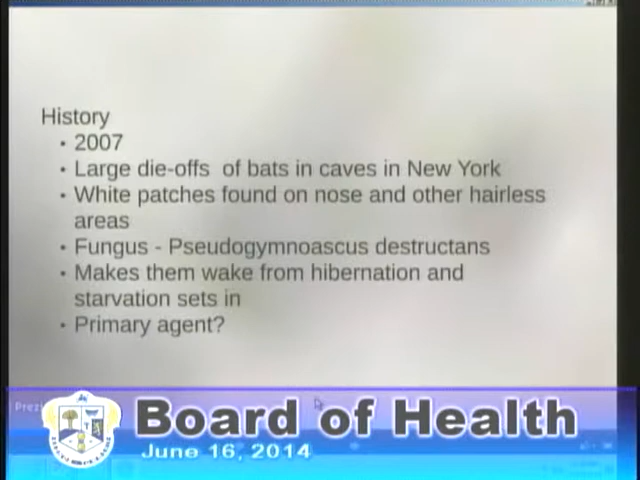 History
• 2007
• Large die-offs of bats in caves in New York
• White patches found on nose and other hairless
areas
• Fungus - Pseudogymnoascus destructans
• Makes them wake from hibernation and
starvation sets in
• Primary agent?
Board of Health
June 16, 2014